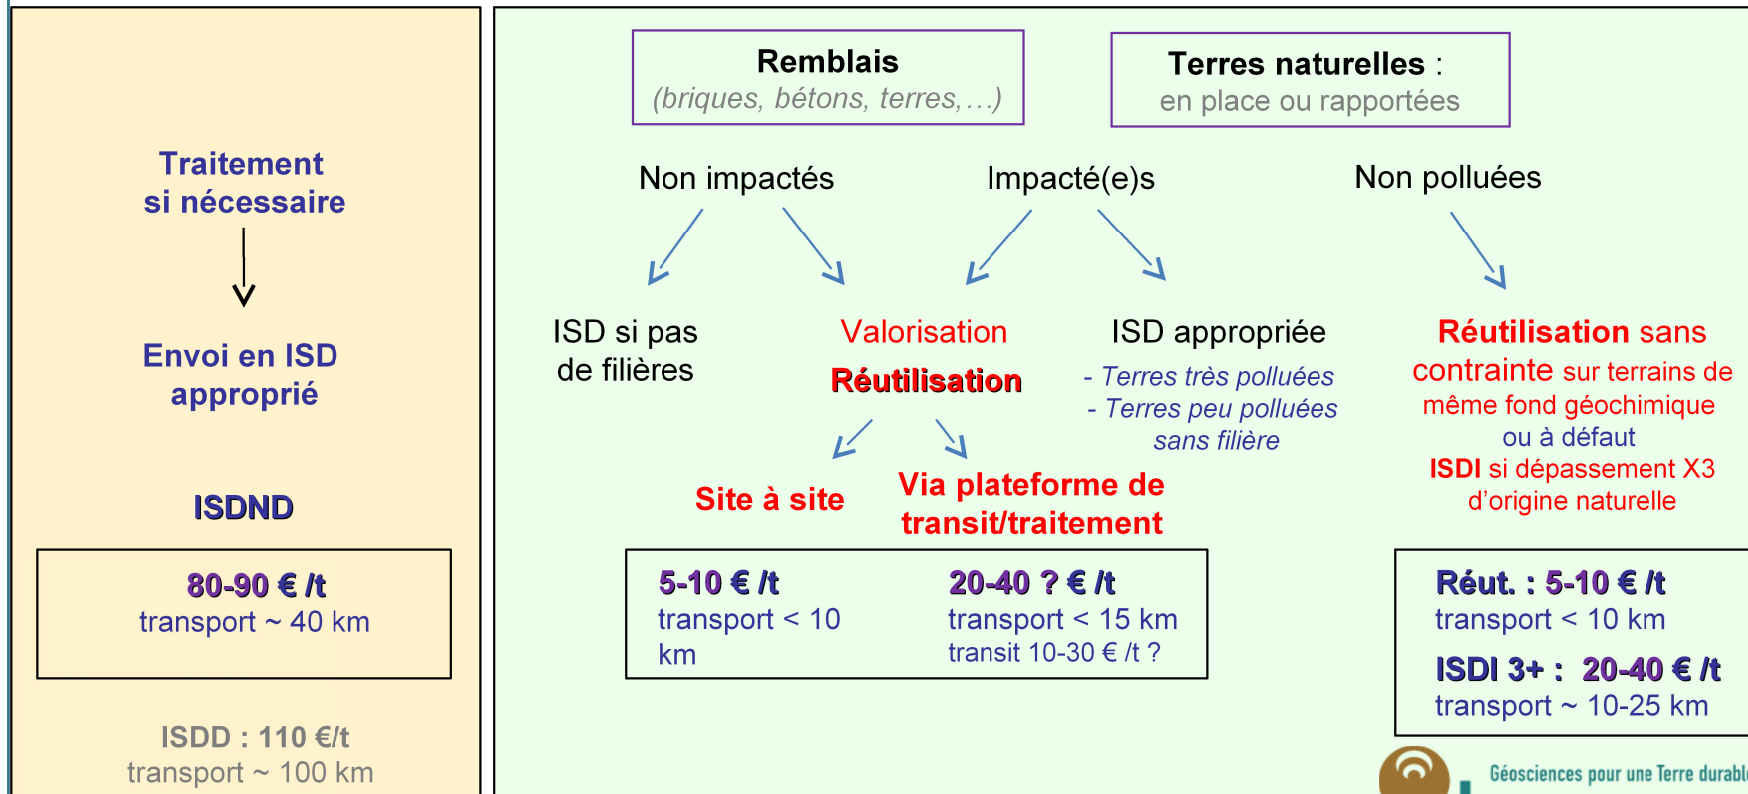 Traitement
si nécessaire
Envoi en ISD
approprié
ISDND
80-90 € /t
transport ~ 40 km
ISDD : 110 €/t
transport ~ 100 km
Remblais
(briques, bétons, terres,…)
Terres naturelles :
en place ou rapportées
Non impactés
Impacté(e)s
Non polluées
ISD si pas
de filières
Valorisation
Réutilisation
ISD appropriée
- Terres très polluées
- Terres peu polluées
sans filière
Réutilisation sans
contrainte sur terrains de
même fond géochimique
ou à défaut
ISDI si dépassement X3
d'origine naturelle
Site à site
Via plateforme de
transit/traitement
5-10 € /t
transport < 10
km
20-40 ? € /t
transport < 15 km
transit 10-30 € /t ?
Réut. : 5-10 € /t
transport < 10 km
ISDI 3+ : 20-40 € /t
transport ~ 10-25 km
Géosciences pour une Terre durable